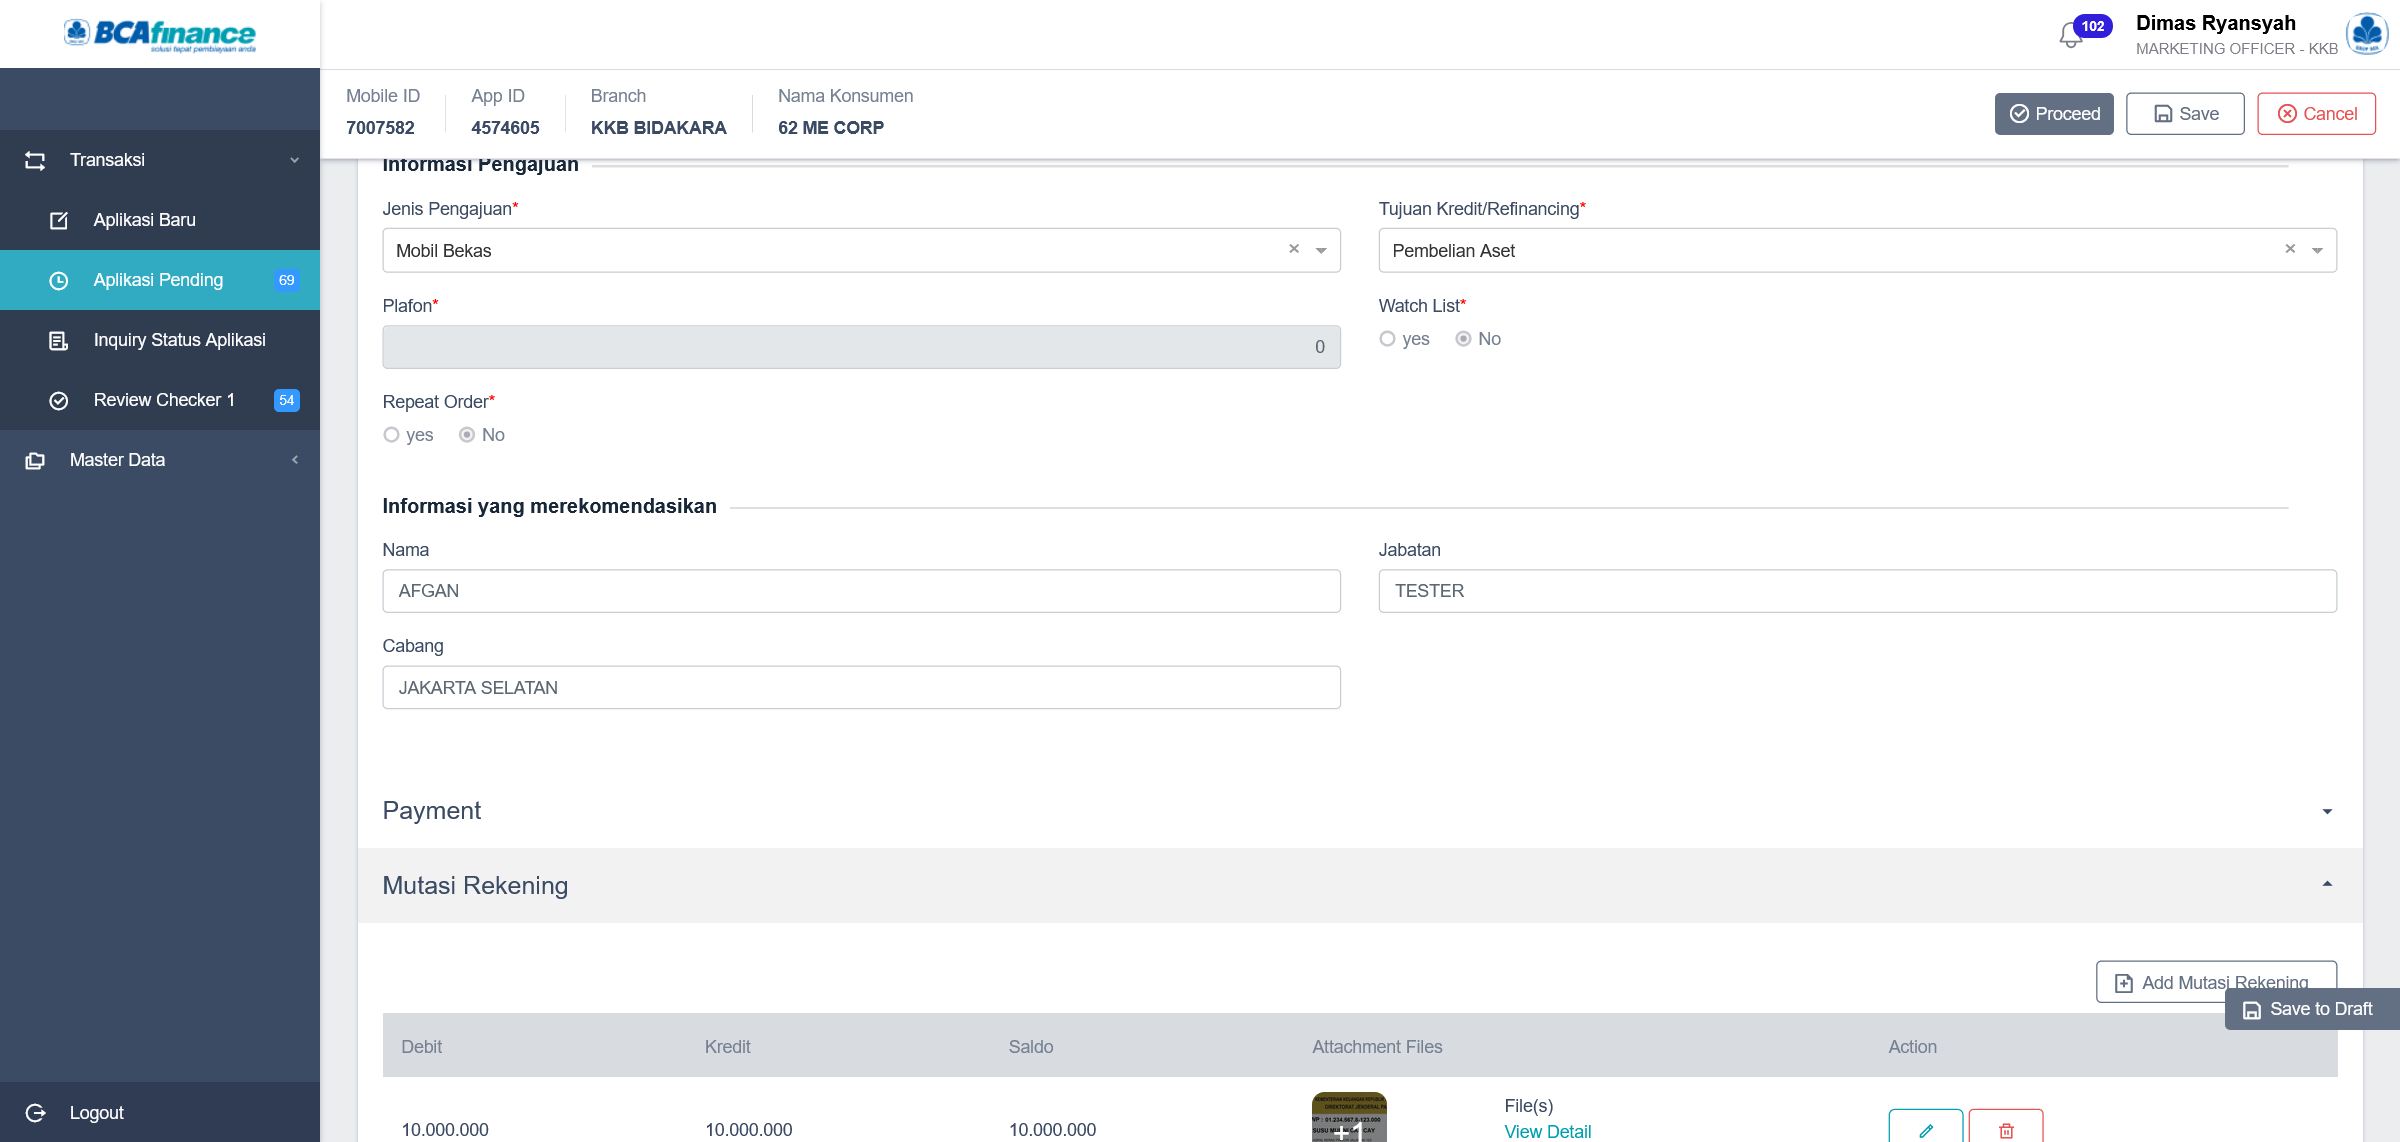 BCAfinance
solusi tepat pembiayaan anda
102
Dimas Ryansyah
MARKETING OFFICER - KKB
Mobile ID
7007582
App ID
4574605
Branch
KKB BIDAKARA
Nama Konsumen
62 ME CORP
Proceed
Save
Cancel
Transaksi
Aplikasi Baru
Aplikasi Pending
69
Inquiry Status Aplikasi
Review Checker 1
54
Master Data
Logout
Informasi Pengajuan
Jenis Pengajuan*
Mobil Bekas
Tujuan Kredit/Refinancing*
Pembelian Aset
Plafon*
0
Watch List*
yes No
Repeat Order*
yes No
Informasi yang merekomendasikan
Nama
AFGAN
Jabatan
TESTER
Cabang
JAKARTA SELATAN
Payment
Mutasi Rekening
Add Mutasi Rekening
Save to Draft
Debit Kredit Saldo Attachment Files Action
10.000.000 10.000.000 10.000.000
+1
File(s)
View Detail